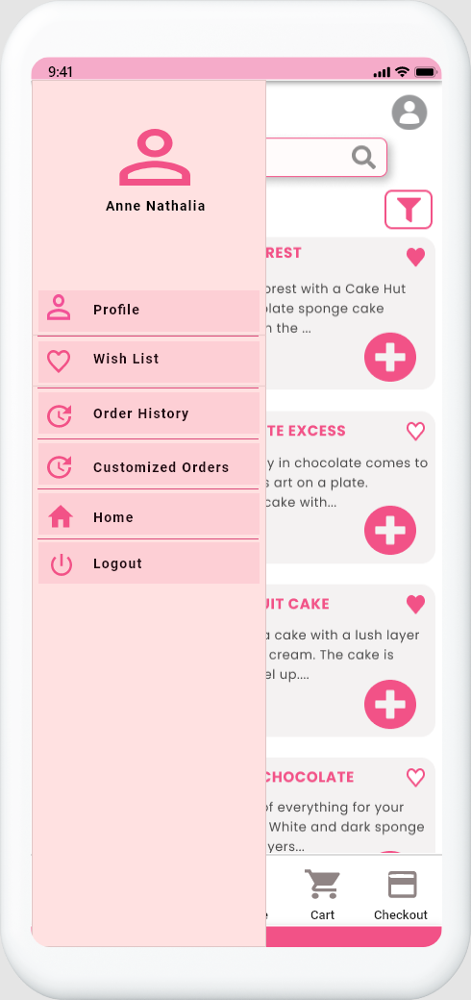 9:41
Anne Nathalia
Profile
Wish List
Order History
Customized Orders
Home
Logout
REST
orest with a Cake Hut
olate sponge cake
n the ...
TE EXCESS
y in chocolate comes to
s art on a plate.
cake with...
UIT CAKE
a cake with a lush layer
cream. The cake is
el up....
CHOCOLATE
of everything for your
White and dark sponge
yers...
e
Cart
Checkout